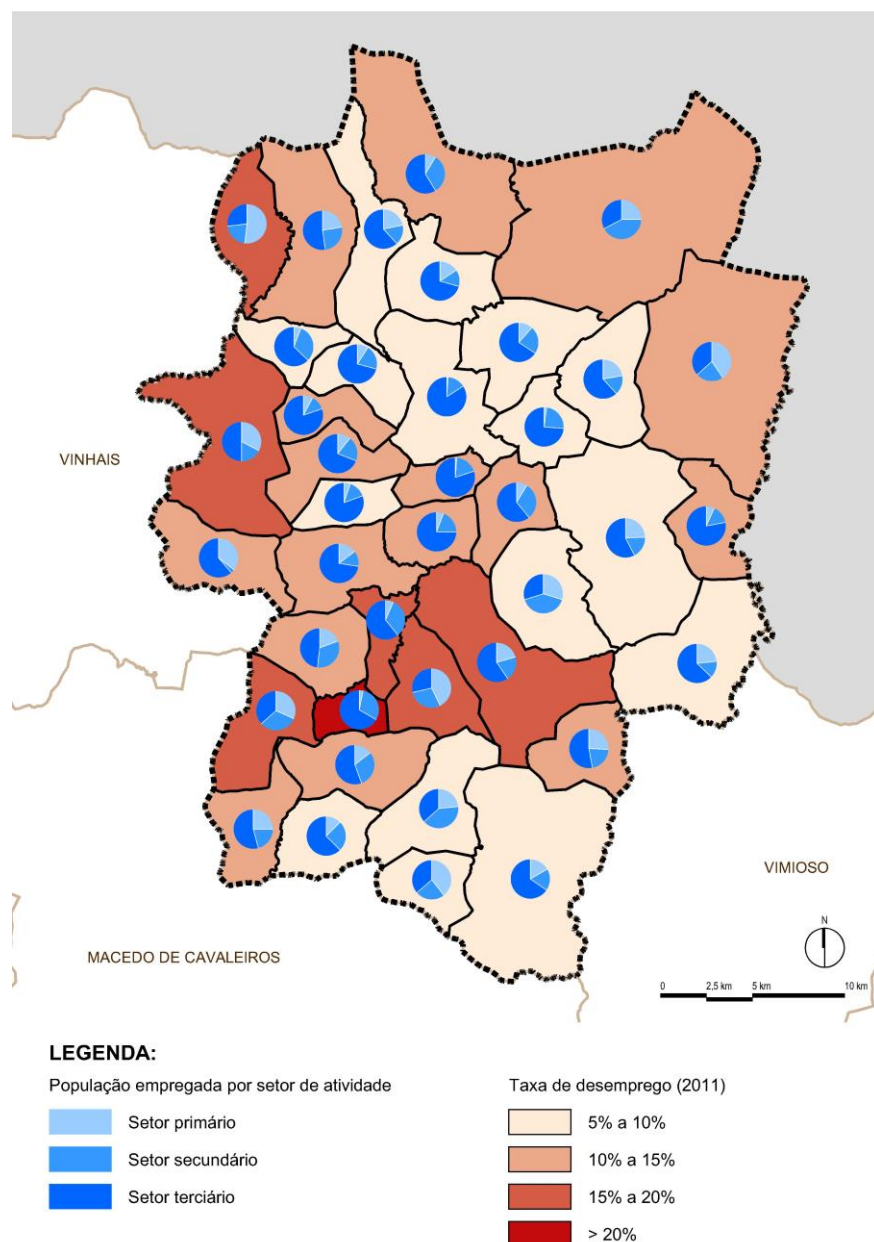 VINHAIS
VIMIOSO
MACEDO DE CAVALEIROS
N
0 2,5 km 5 km 10 km
LEGENDA:
População empregada por setor de atividade
Setor primário
Setor secundário
Setor terciário
Taxa de desemprego (2011)
5% a 10%
10% a 15%
15% a 20%
> 20%